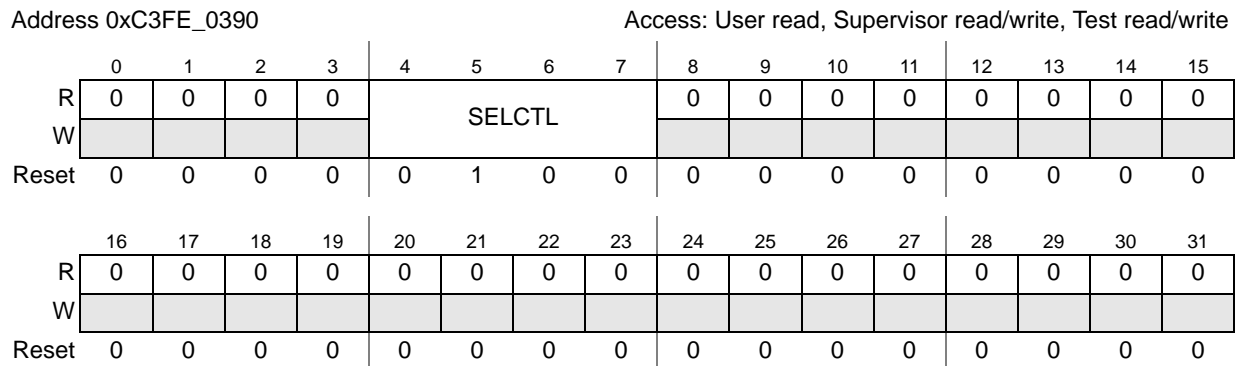 Address 0xC3FE_0390 Access: User read, Supervisor read/write, Test read/write
0 1 2 3 4 5 6 7 8 9 10 11 12 13 14 15
R 0 0 0 0 SELCTL 0 0 0 0 0 0 0 0
W
Reset 0 0 0 0 0 1 0 0 0 0 0 0 0 0 0 0
16 17 18 19 20 21 22 23 24 25 26 27 28 29 30 31
R 0 0 0 0 0 0 0 0 0 0 0 0 0 0 0 0
W
Reset 0 0 0 0 0 0 0 0 0 0 0 0 0 0 0 0